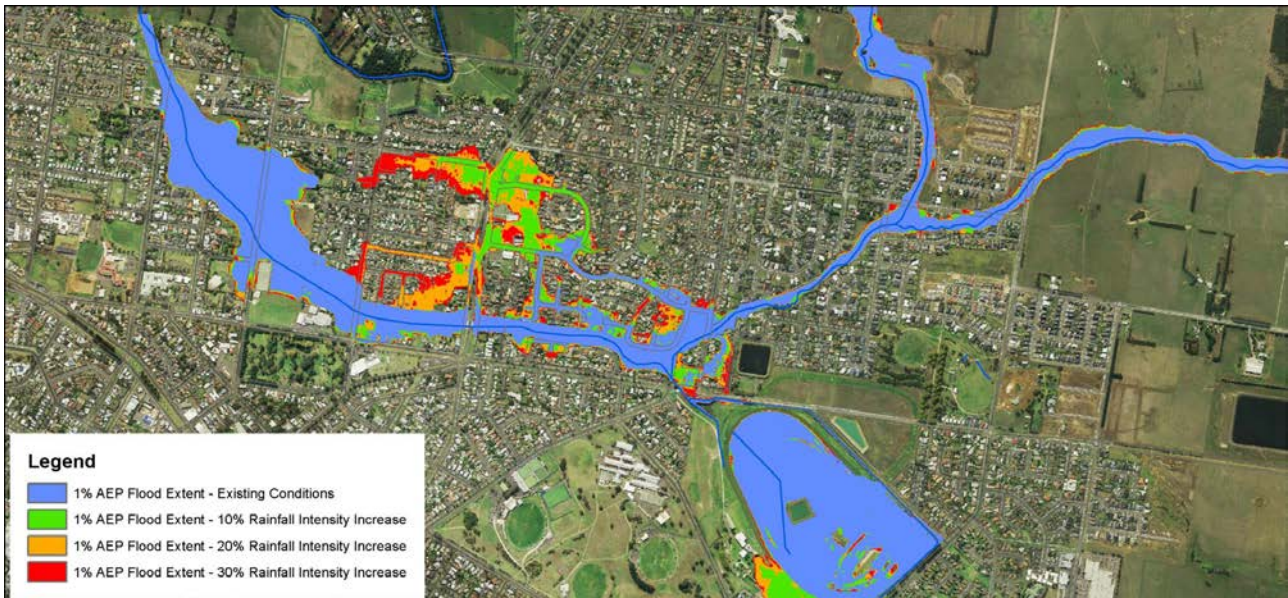 Legend
1% AEP Flood Extent - Existing Conditions
1% AEP Flood Extent - 10% Rainfall Intensity Increase
1% AEP Flood Extent - 20% Rainfall Intensity Increase
1% AEP Flood Extent - 30% Rainfall Intensity Increase